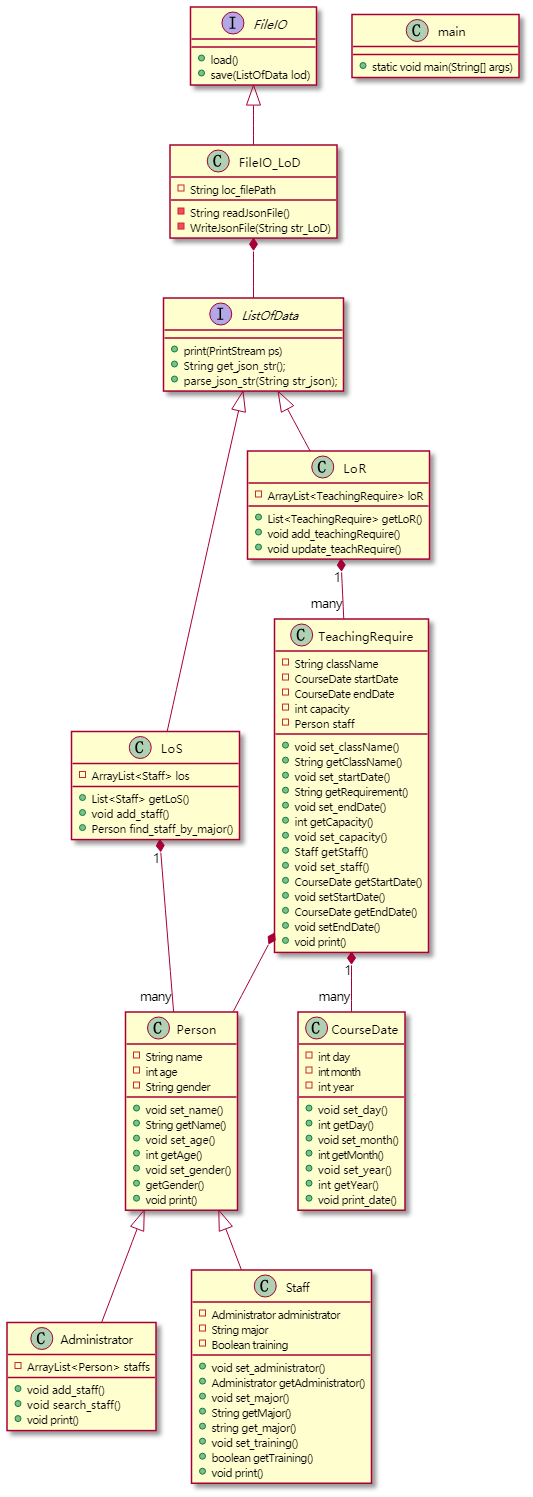 I FileIO
load()
save(ListOfData lod)
C main
static void main(String[] args)
C FileIO_LoD
String loc_filePath
String readJsonFile()
WriteJsonFile(String str_LoD)
I ListOfData
print(PrintStream ps)
String get_json_str();
parse_json_str(String str_json);
C LoR
ArrayList<TeachingRequire> loR
List<TeachingRequire> getLoR()
void add_teachingRequire()
void update_teachRequire()
1
many
C TeachingRequire
String className
CourseDate startDate
CourseDate endDate
int capacity
Person staff
void set_className()
String getClassName()
void set_startDate()
String getRequirement()
void set_endDate()
int getCapacity()
void set_capacity()
Staff getStaff()
void set_staff()
CourseDate getStartDate()
void setStartDate()
CourseDate getEndDate()
void setEndDate()
void print()
C LoS
ArrayList<Staff> los
List<Staff> getLoS()
void add_staff()
Person find_staff_by_major()
1
many
1
many
C Person
String name
int age
String gender
void set_name()
String getName()
void set_age()
int getAge()
void set_gender()
getGender()
void print()
C CourseDate
int day
int month
int year
void set_day()
int getDay()
void set_month()
int getMonth()
void set_year()
int getYear()
void print_date()
C Administrator
ArrayList<Person> staffs
void add_staff()
void search_staff()
void print()
C Staff
Administrator administrator
String major
Boolean training
void set_administrator()
Administrator getAdministrator()
void set_major()
String getMajor()
string get_major()
void set_training()
boolean getTraining()
void print()